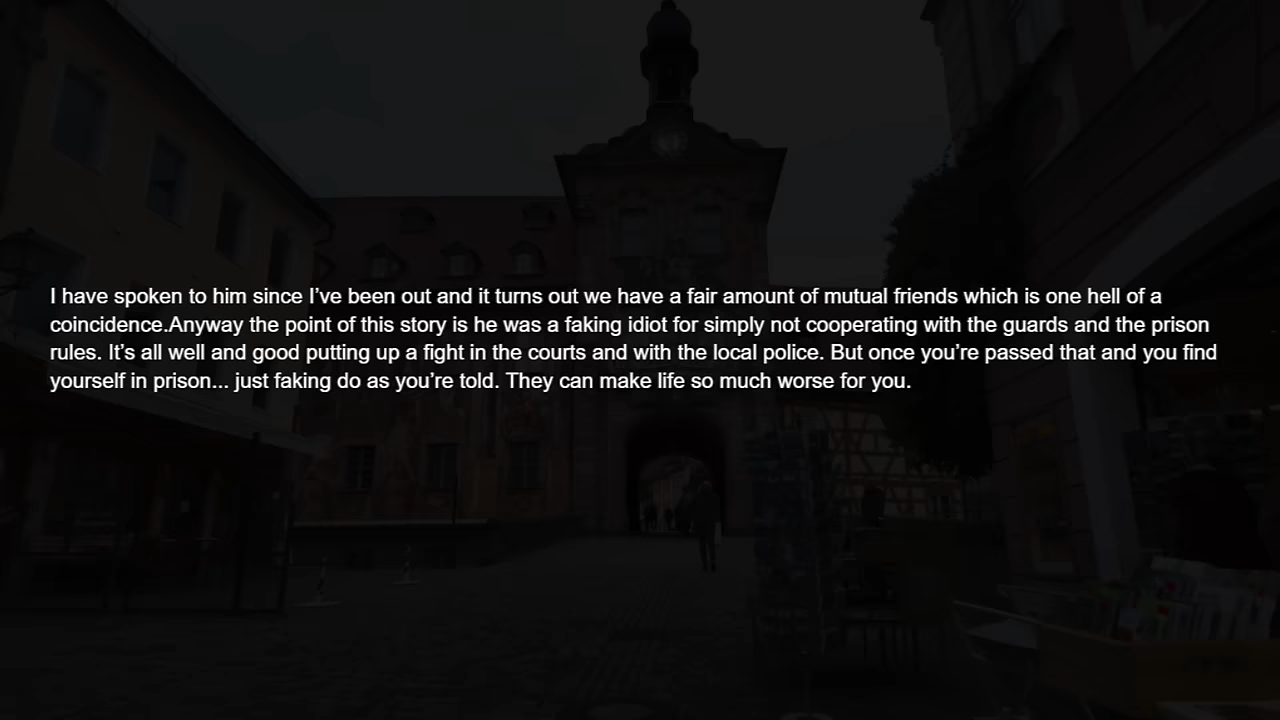 I have spoken to him since I’ve been out and it turns out we have a fair amount of mutual friends which is one hell of a
coincidence.Anyway the point of this story is he was a faking idiot for simply not cooperating with the guards and the prison
rules. It’s all well and good putting up a fight in the courts and with the local police. But once you’re passed that and you find
yourself in prison... just faking do as you’re told. They can make life so much worse for you.